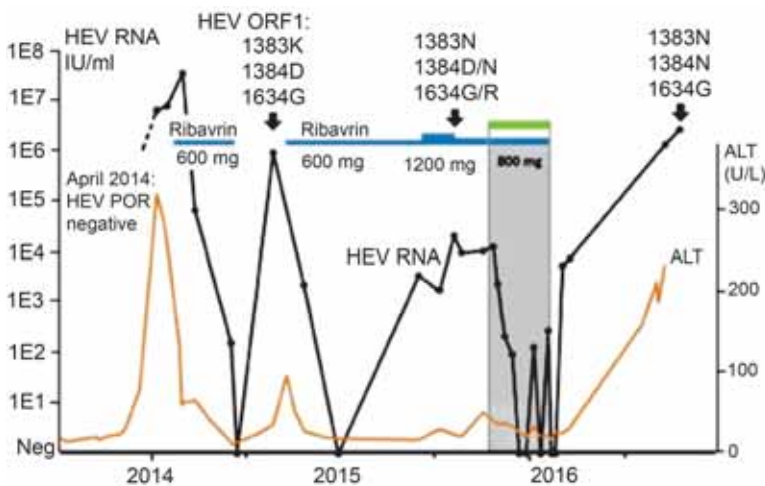 HEV RNA
IU/ml
HEV ORF1:
1383K
1384D
1634G
1383N
1384D/N
1634G/R
1383N
1384N
1634G
1E8
1E7
1E6
1E5
1E4
1E3
1E2
1E1
Neg
Ribavrin
600 mg
Ribavrin
600 mg
1200 mg
800 mg
April 2014:
HEV POR
negative
HEV RNA
ALT
ALT
(U/L)
300
200
100
0
2014
2015
2016